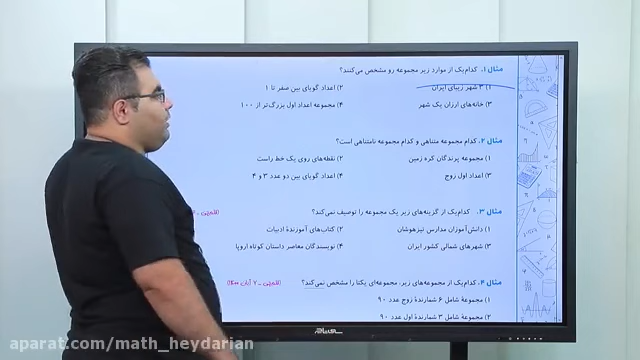 مثال ۱. کدام‌یک از موارد زیر مجموعه رو مشخص می‌کنند؟
۱) ۳ شهر زیبای ایران ۲) اعداد گویای بین صفر تا ۱
۳) خانه‌های ارزان یک شهر ۴) مجموعه اعداد اول بزرگ‌تر از ۱۰۰
مثال ۲. کدام مجموعه متناهی و کدام مجموعه نامتناهی است؟
۱) مجموعه پرندگان کره زمین ۲) نقطه‌های روی یک خط راست
۳) اعداد اول زوج ۴) اعداد گویای بین دو عدد ۳ و ۴
مثال ۳. کدام‌یک از گزینه‌های زیر یک مجموعه را توصیف نمی‌کند؟ (قلمچی
۱) دانش‌آموزان مدارس تیزهوشان ۲) کتاب‌های آموزندهٔ ادبیات
۳) شهرهای شمالی کشور ایران ۴) نویسندگان معاصر داستان کوتاه اروپا
مثال ۴. کدام‌یک از مجموعه‌های زیر، مجموعه‌ای یکتا را مشخص نمی‌کند؟ (قلمچی ـ ۷ آبان ۱۴۰۰)
۱) مجموعهٔ شامل ۶ شمارندهٔ زوج عدد ۹۰
۲) مجموعهٔ شامل ۳ شمارندهٔ اول عدد ۹۰
aparat.com/math_heydarian